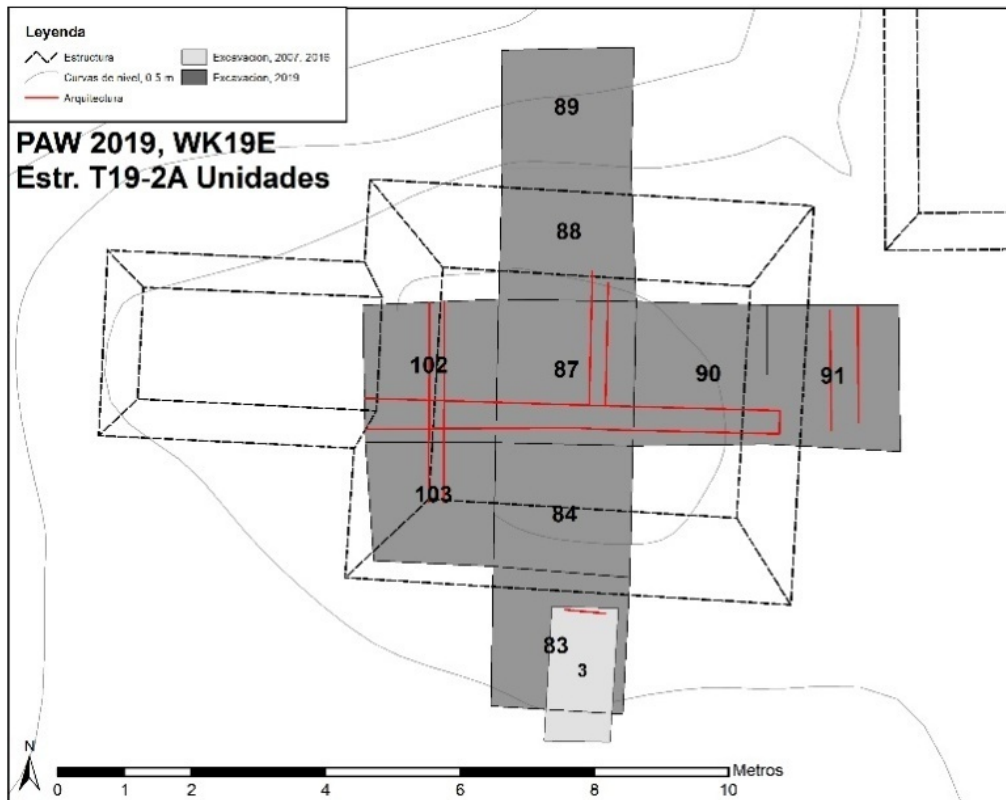 Leyenda
Estructura
Curvas de nivel, 0.5 m
Arquitectura
Excavacion, 2007, 2016
Excavacion, 2019
PAW 2019, WK19E
Estr. T19-2A Unidades
89
88
102
87
90
91
103
84
83
3
N
Metros
0 1 2 4 6 8 10